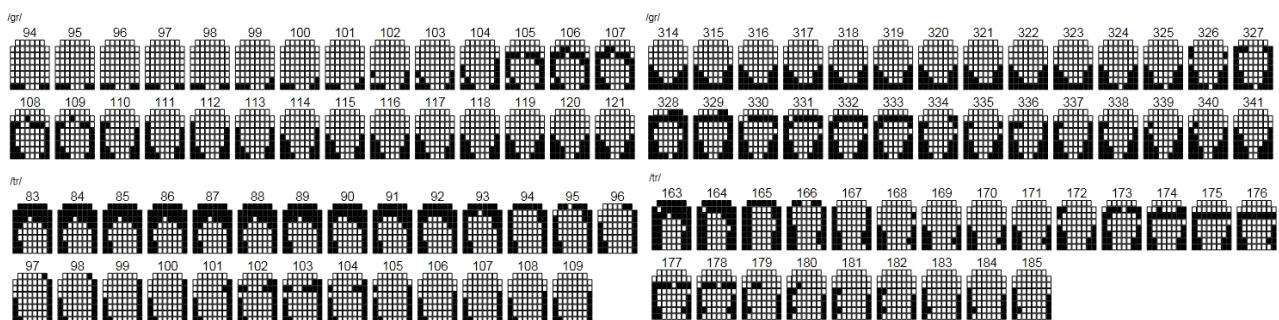 /gr/
94 95 96 97 98 99 100 101 102 103 104 105 106 107
108 109 110 111 112 113 114 115 116 117 118 119 120 121
/tr/
83 84 85 86 87 88 89 90 91 92 93 94 95 96
97 98 99 100 101 102 103 104 105 106 107 108 109
/gr/
314 315 316 317 318 319 320 321 322 323 324 325 326 327
328 329 330 331 332 333 334 335 336 337 338 339 340 341
/tr/
163 164 165 166 167 168 169 170 171 172 173 174 175 176
177 178 179 180 181 182 183 184 185